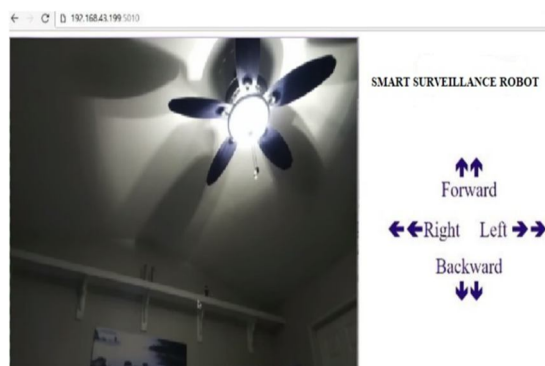 192.168.43.199:5010
SMART SURVEILLANCE ROBOT
Forward
Right Left
Backward